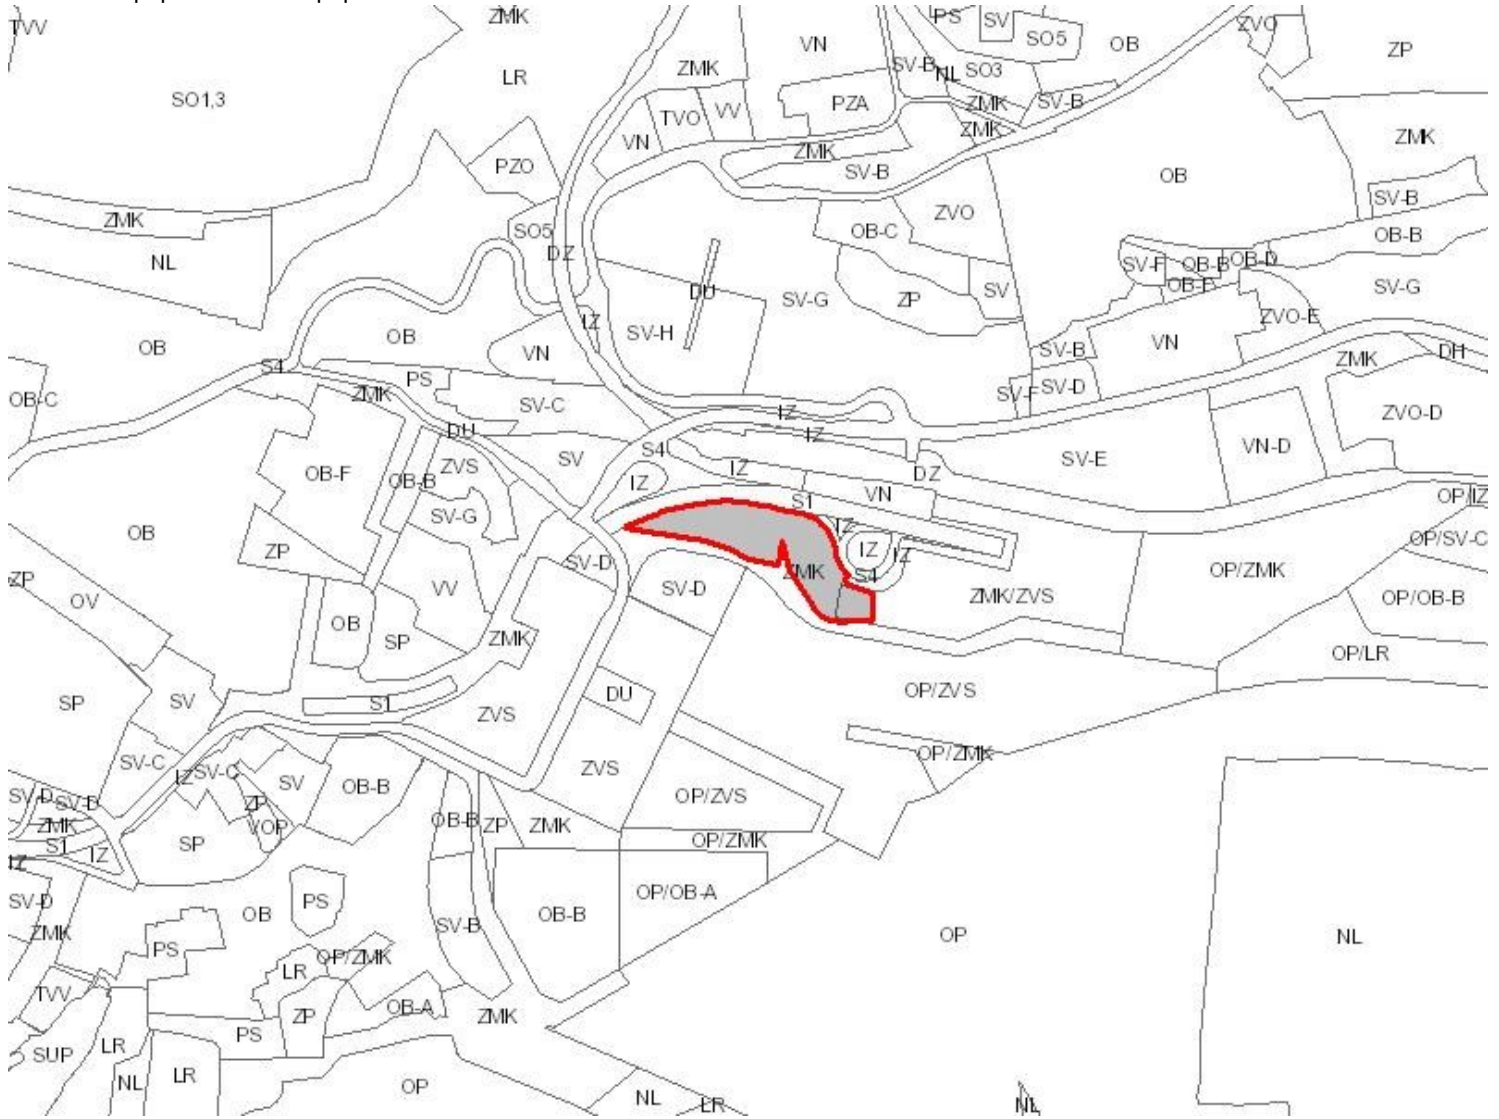 ZMK
PS
SV
ZVO
TVV
SO5
OB
VN
ZP
SV-B
NL
SO3
ZMK
LR
SO1,3
PZA
ZMK
SV-B
TVO
VV
ZMK
ZMK
VN
ZMK
PZO
SV-B
OB
SV-B
ZVO
ZMK
SO5
OB-C
OB-B
DZ
NL
SV-F
OB-B
OB-D
OB-F
DU
SV-G
ZP
SV
SV-G
ZVO-E
IZ
SV-H
OB
OB
VN
SV-B
VN
ZMK
DH
S4
PS
ZMK
SV-D
SV-F
OB-C
SV-C
IZ
ZVO-D
DU
IZ
S4
VN-D
SV
SV-E
ZVS
IZ
DZ
OB-F
OB-B
IZ
VN
OP/IZ
S1
SV-G
IZ
OB
OP/SV-C
ZP
IZ
IZ
SV-D
ZMK
S4
OP/ZMK
ZP
VV
SV-D
ZMK/ZVS
OP/OB-B
OV
OB
SP
ZMK
OP/LR
OP/ZVS
DU
SP
SV
S1
ZVS
OP/ZMK
SV-C
SV-C
ZVS
IZ
SV
OB-B
OP/ZVS
SV-D
SV-D
ZP
ZMK
VOP
OB-B
ZP
ZMK
OP/ZMK
S1
IZ
SP
IZ
SV-D
PS
OB
OB-B
OP/OB-A
SV-B
OP
NL
ZMK
PS
OP/ZMK
LR
TVV
OB-A
ZP
ZMK
PS
SUP
LR
NL
LR
OP
NL
LR
NL